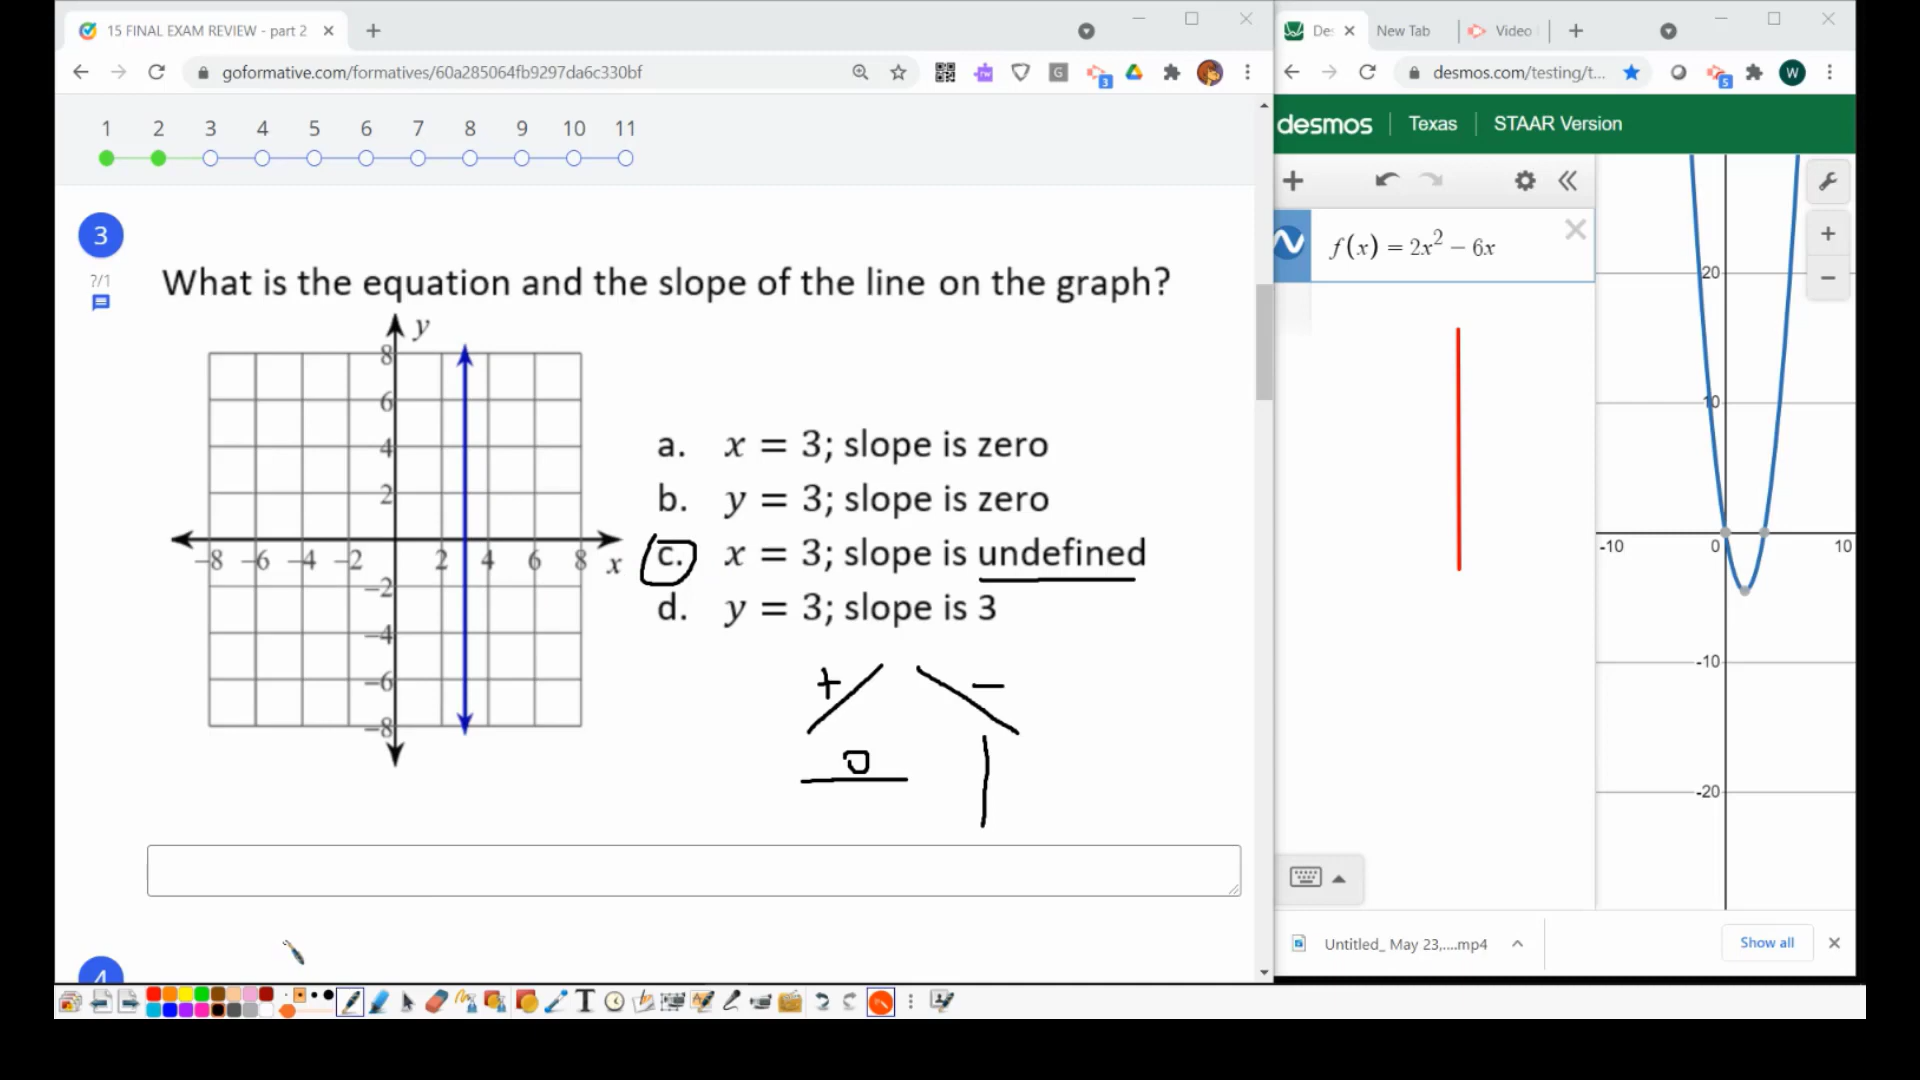 15 FINAL EXAM REVIEW - part 2
goformative.com/formatives/60a285064fb9297da6c330bf
1 2 3 4 5 6 7 8 9 10 11
3
?/1
What is the equation and the slope of the line on the graph?
y
8
6
4
2
-8 -6 -4 -2 2 4 6 8 x
-2
-4
-6
-8
a. x = 3; slope is zero
b. y = 3; slope is zero
c. x = 3; slope is undefined
d. y = 3; slope is 3
+ −
0
4
New Tab
Video
desmos.com/testing/t...
W
desmos Texas STAAR Version
f(x) = 2x² − 6x
20
10
-10 0 10
-10
-20
Untitled_ May 23,....mp4
Show all